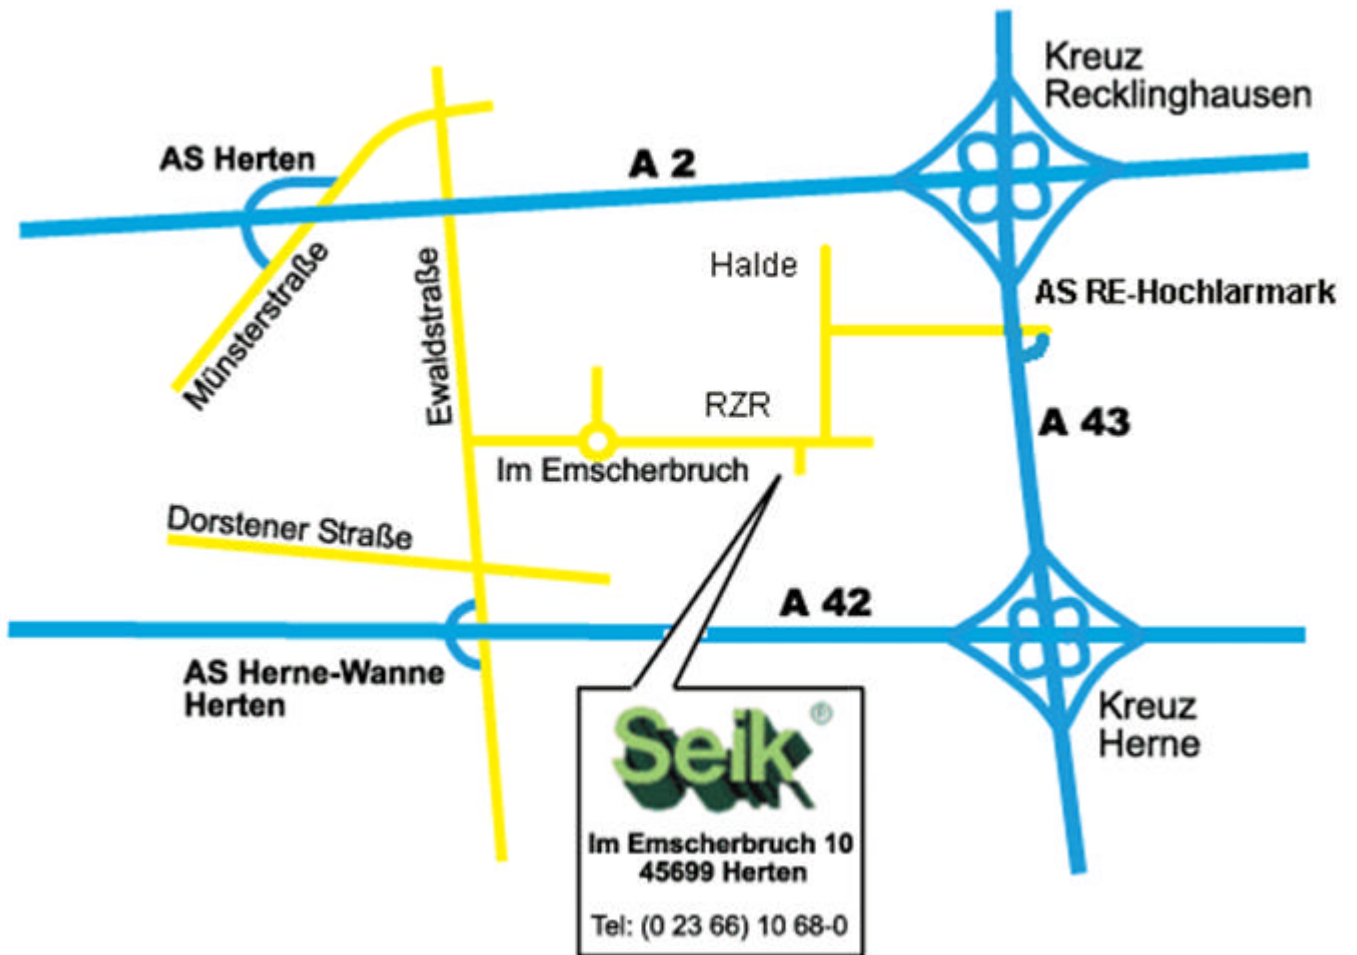 Kreuz
Recklinghausen
AS Herten
A 2
Halde
AS RE-Hochlarmark
Münsterstraße
Ewaldstraße
RZR
A 43
Im Emscherbruch
Dorstener Straße
A 42
AS Herne-Wanne
Herten
Kreuz
Herne
Seik ®
Im Emscherbruch 10
45699 Herten
Tel: (0 23 66) 10 68-0